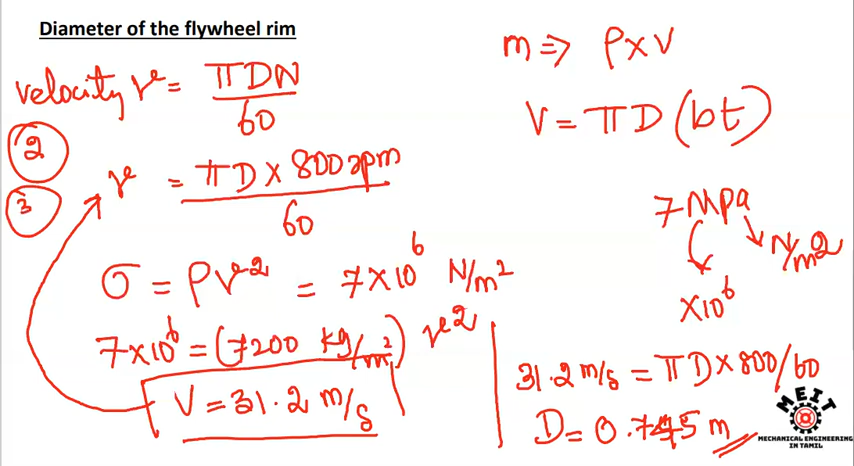 Diameter of the flywheel rim
velocity v = πDN/60
2
v = πD × 800 rpm / 60
3
σ = ρv² = 7×10⁶ N/m²
7×10⁶ = (7200 kg/m³) v²
V = 31.2 m/s
m ⇒ ρ×V
V = πD (bt)
7 MPa
N/m²
×10⁶
31.2 m/s = πD × 800/60
D = 0.745 m
MEIT
MECHANICAL ENGINEERING
IN TAMIL